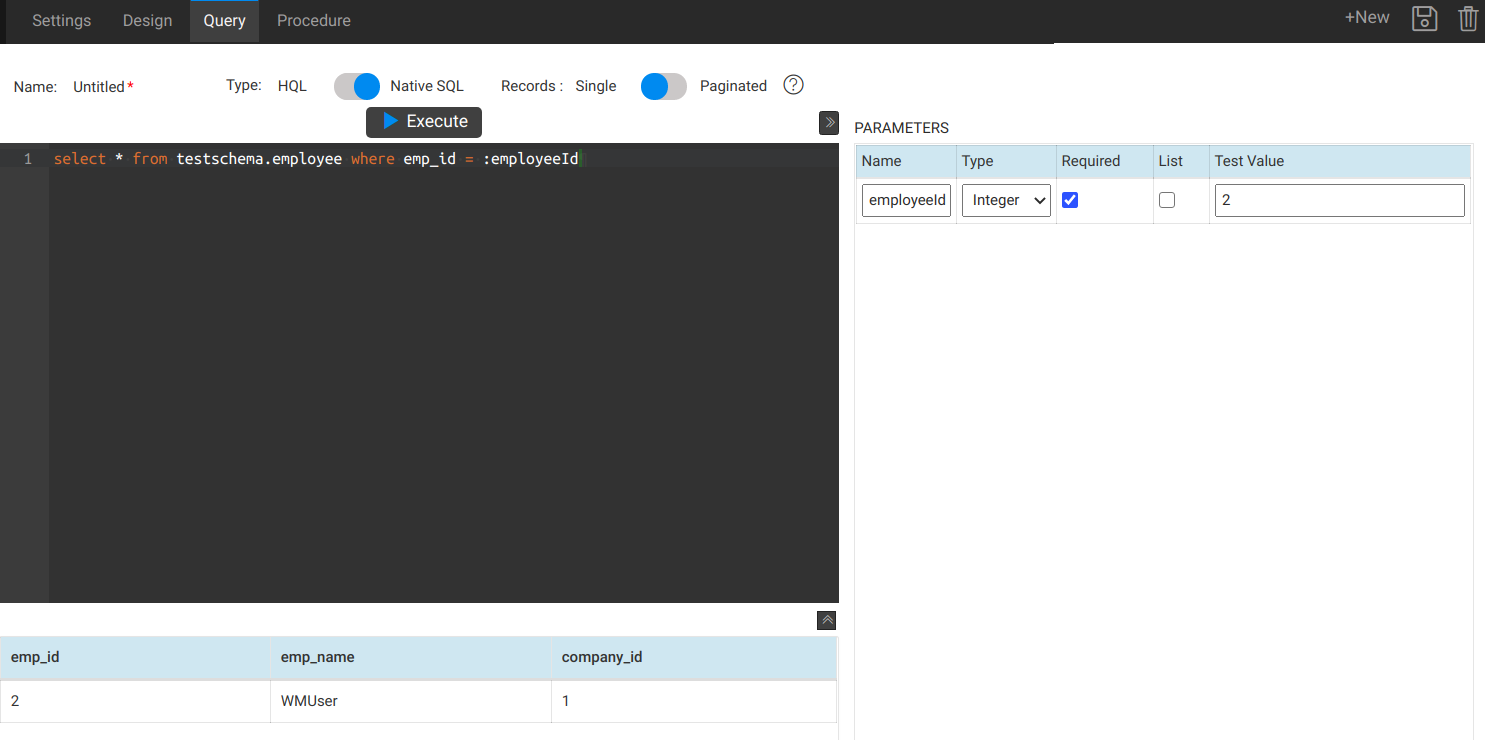 Settings Design Query Procedure +New
Name: Untitled* Type: HQL Native SQL Records : Single Paginated ?
Execute
PARAMETERS
1 select * from testschema.employee where emp_id = :employeeId
Name Type Required List Test Value
employeeId Integer 2
emp_id emp_name company_id
2 WMUser 1